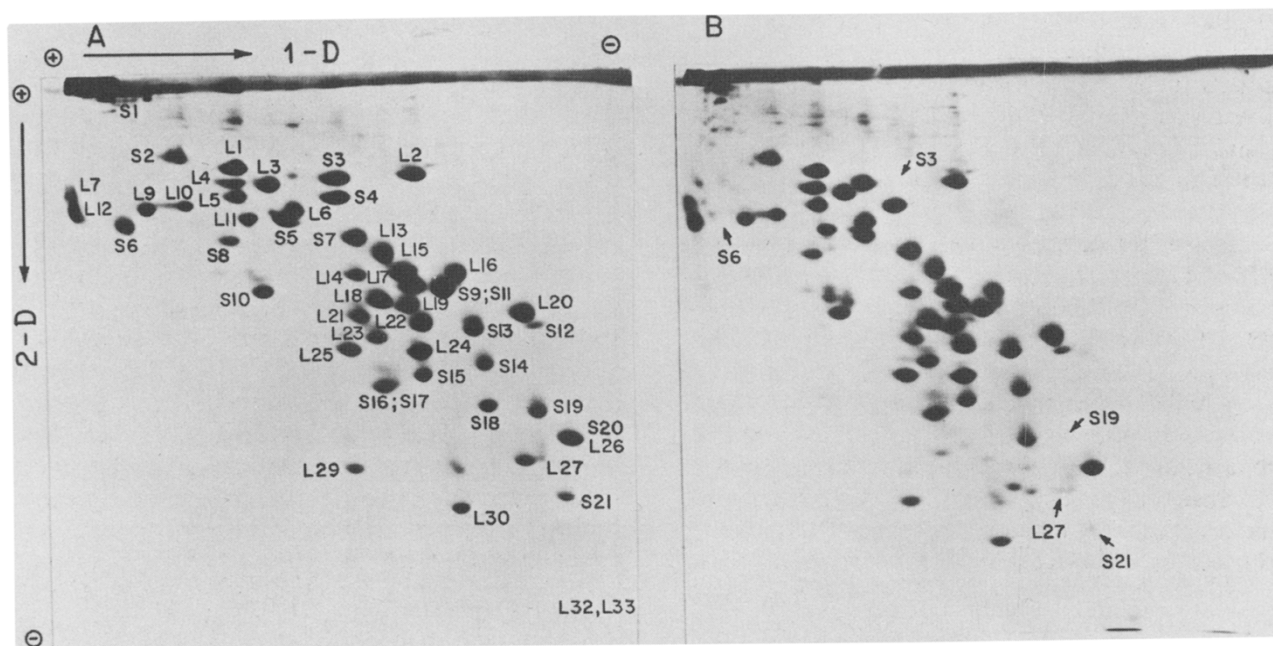 A
⊕ 1-D ⊖
⊕
2-D
⊖
S1
S2
L1
L3
S3
L2
L4
L7
L9
L10
L5
S4
L12
L11
L6
S6
S5
S8
S7
L13
L15
L14
L17
L16
S10
L18
L19
S9;S11
L20
L21
L22
S13
S12
L23
L25
L24
S14
S15
S16;S17
S18
S19
S20
L26
L29
L27
S21
L30
L32,L33
B
S3
S6
S19
L27
S21